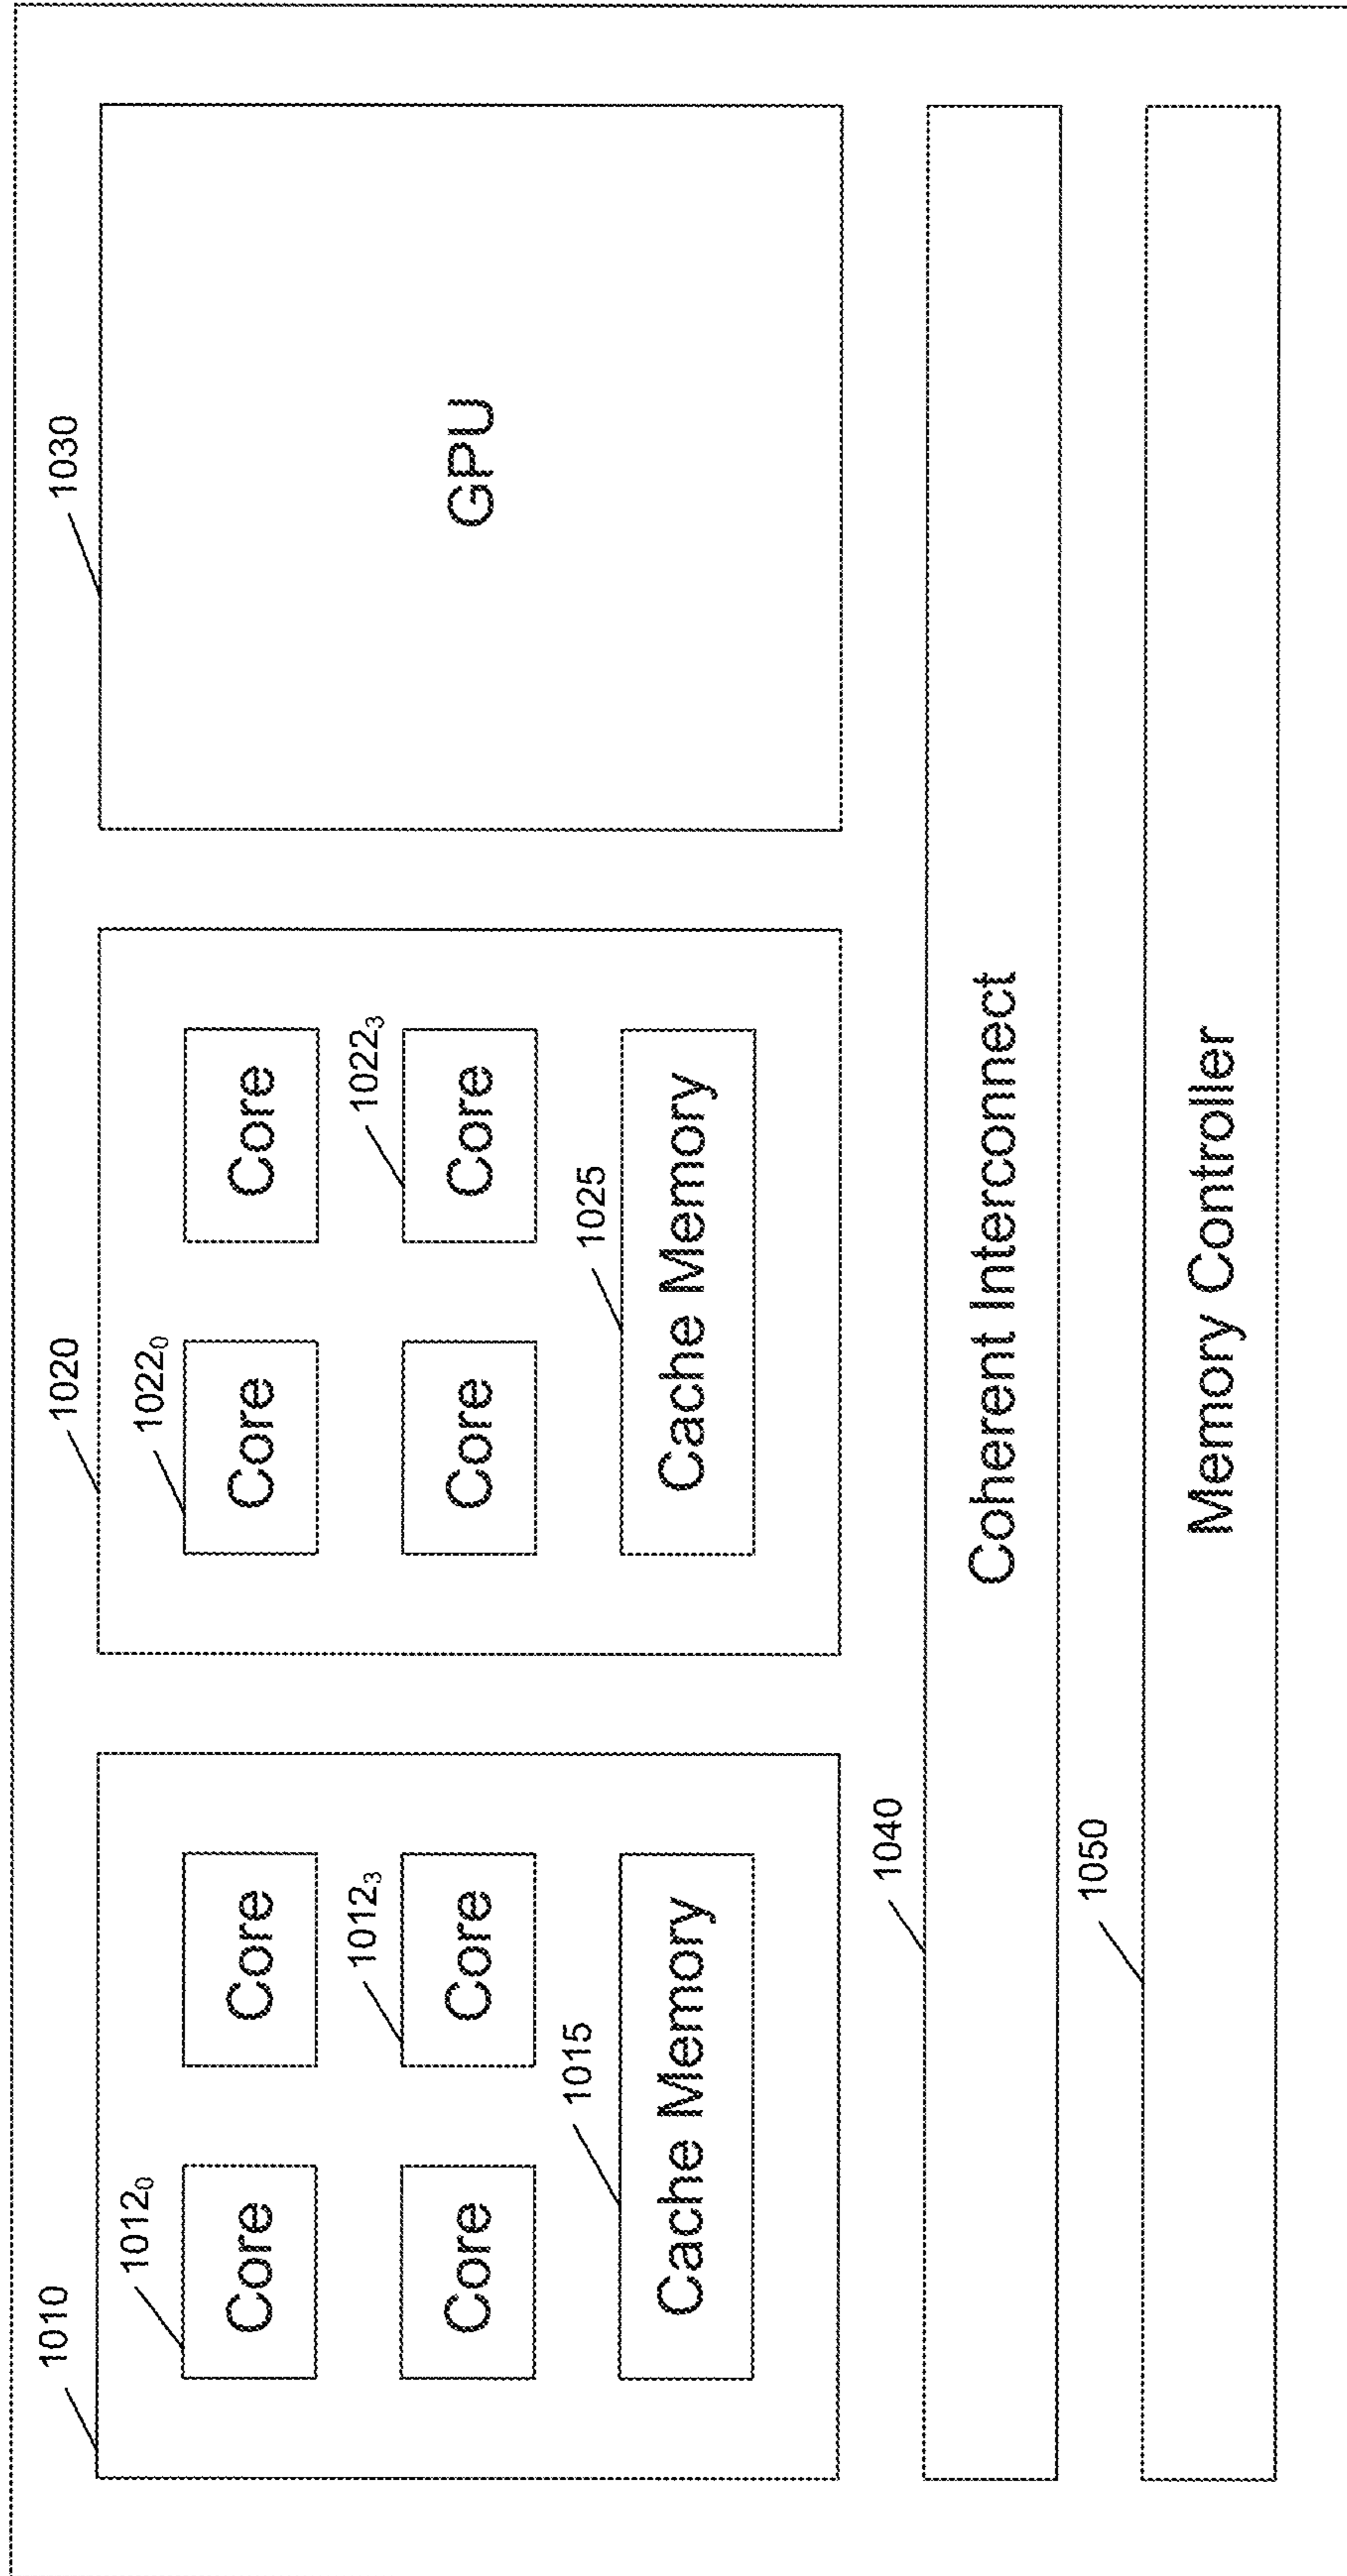 1010
1020
1030
1012₀
1022₀
Core
Core
Core
Core
GPU
1012₃
1022₃
Core
Core
Core
Core
1015
1025
Cache Memory
Cache Memory
1040
Coherent Interconnect
1050
Memory Controller